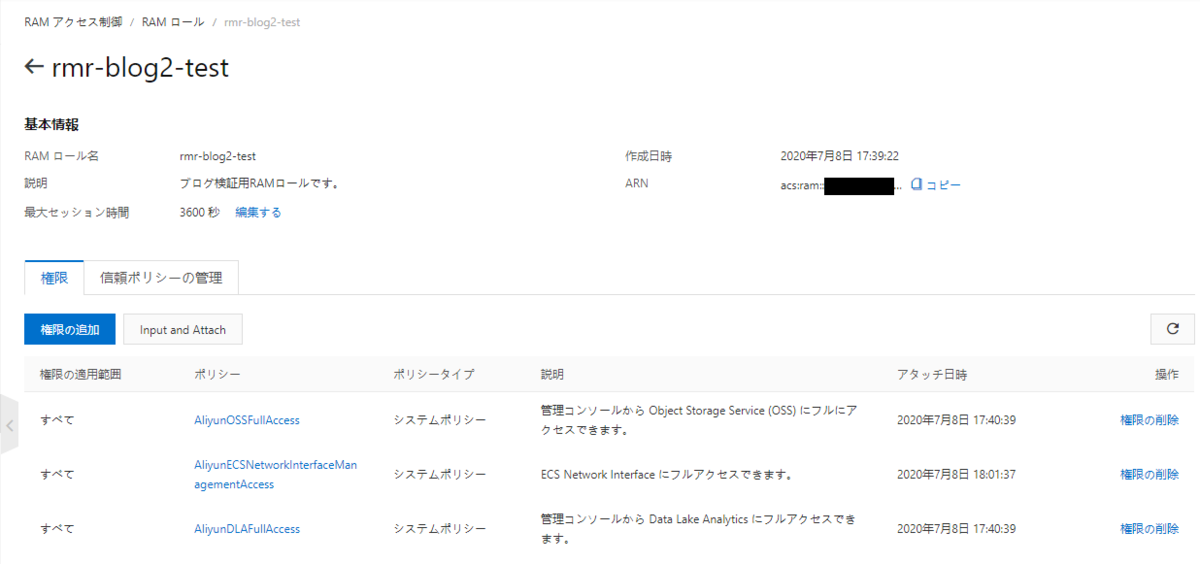 RAM アクセス制御 / RAM ロール / rmr-blog2-test
← rmr-blog2-test
基本情報
RAM ロール名 rmr-blog2-test 作成日時 2020年7月8日 17:39:22
説明 ブログ検証用RAMロールです。 ARN acs:ram:: ... コピー
最大セッション時間 3600 秒 編集する
権限 信頼ポリシーの管理
権限の追加 Input and Attach
権限の適用範囲 ポリシー ポリシータイプ 説明 アタッチ日時 操作
すべて AliyunOSSFullAccess システムポリシー 管理コンソールから Object Storage Service (OSS) にフルにア
クセスできます。 2020年7月8日 17:40:39 権限の削除
すべて AliyunECSNetworkInterfaceMan
agementAccess システムポリシー ECS Network Interface にフルアクセスできます。 2020年7月8日 18:01:37 権限の削除
すべて AliyunDLAFullAccess システムポリシー 管理コンソールから Data Lake Analytics にフルアクセスでき
ます。 2020年7月8日 17:40:39 権限の削除